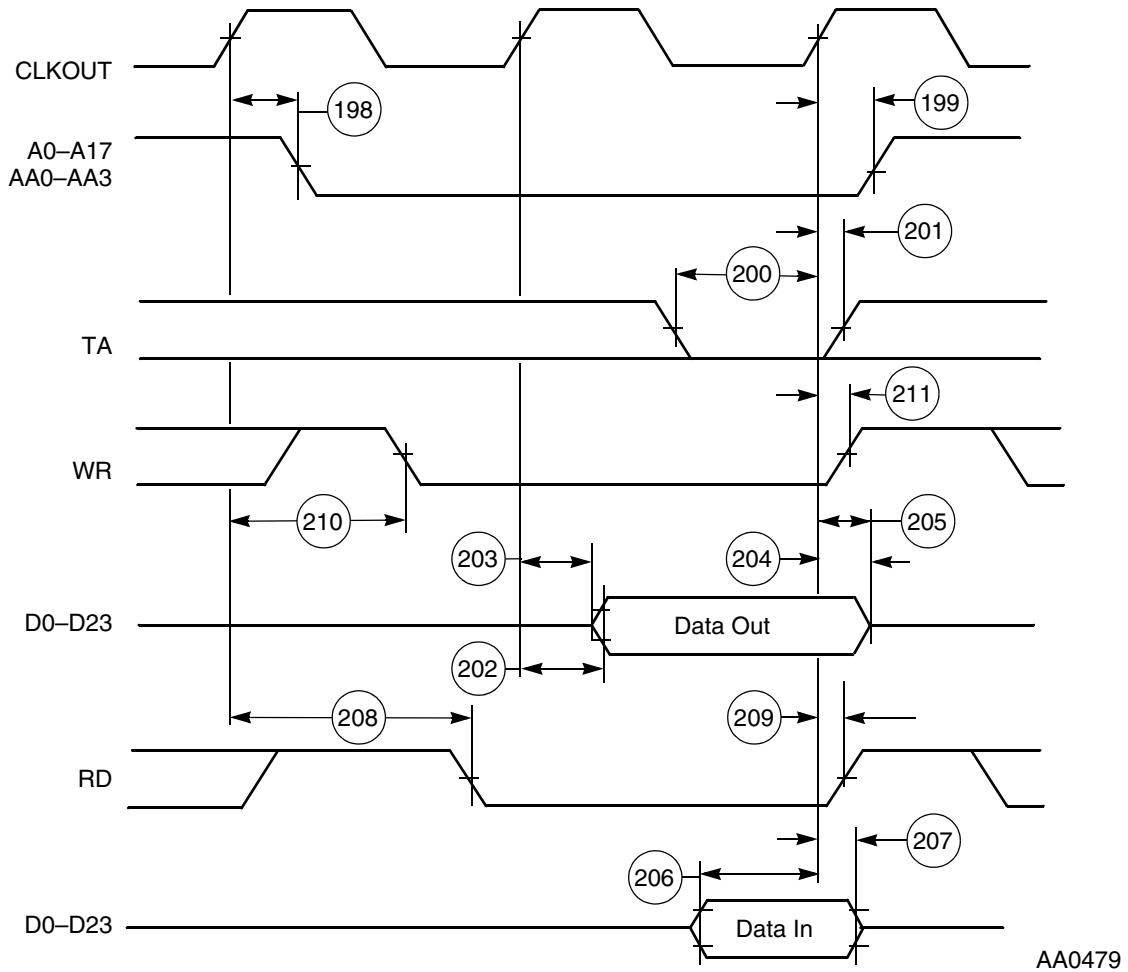 CLKOUT
198
199
A0–A17
AA0–AA3
201
200
TA
211
WR
210
205
203
204
D0–D23
Data Out
202
208
209
RD
207
206
D0–D23
Data In
AA0479